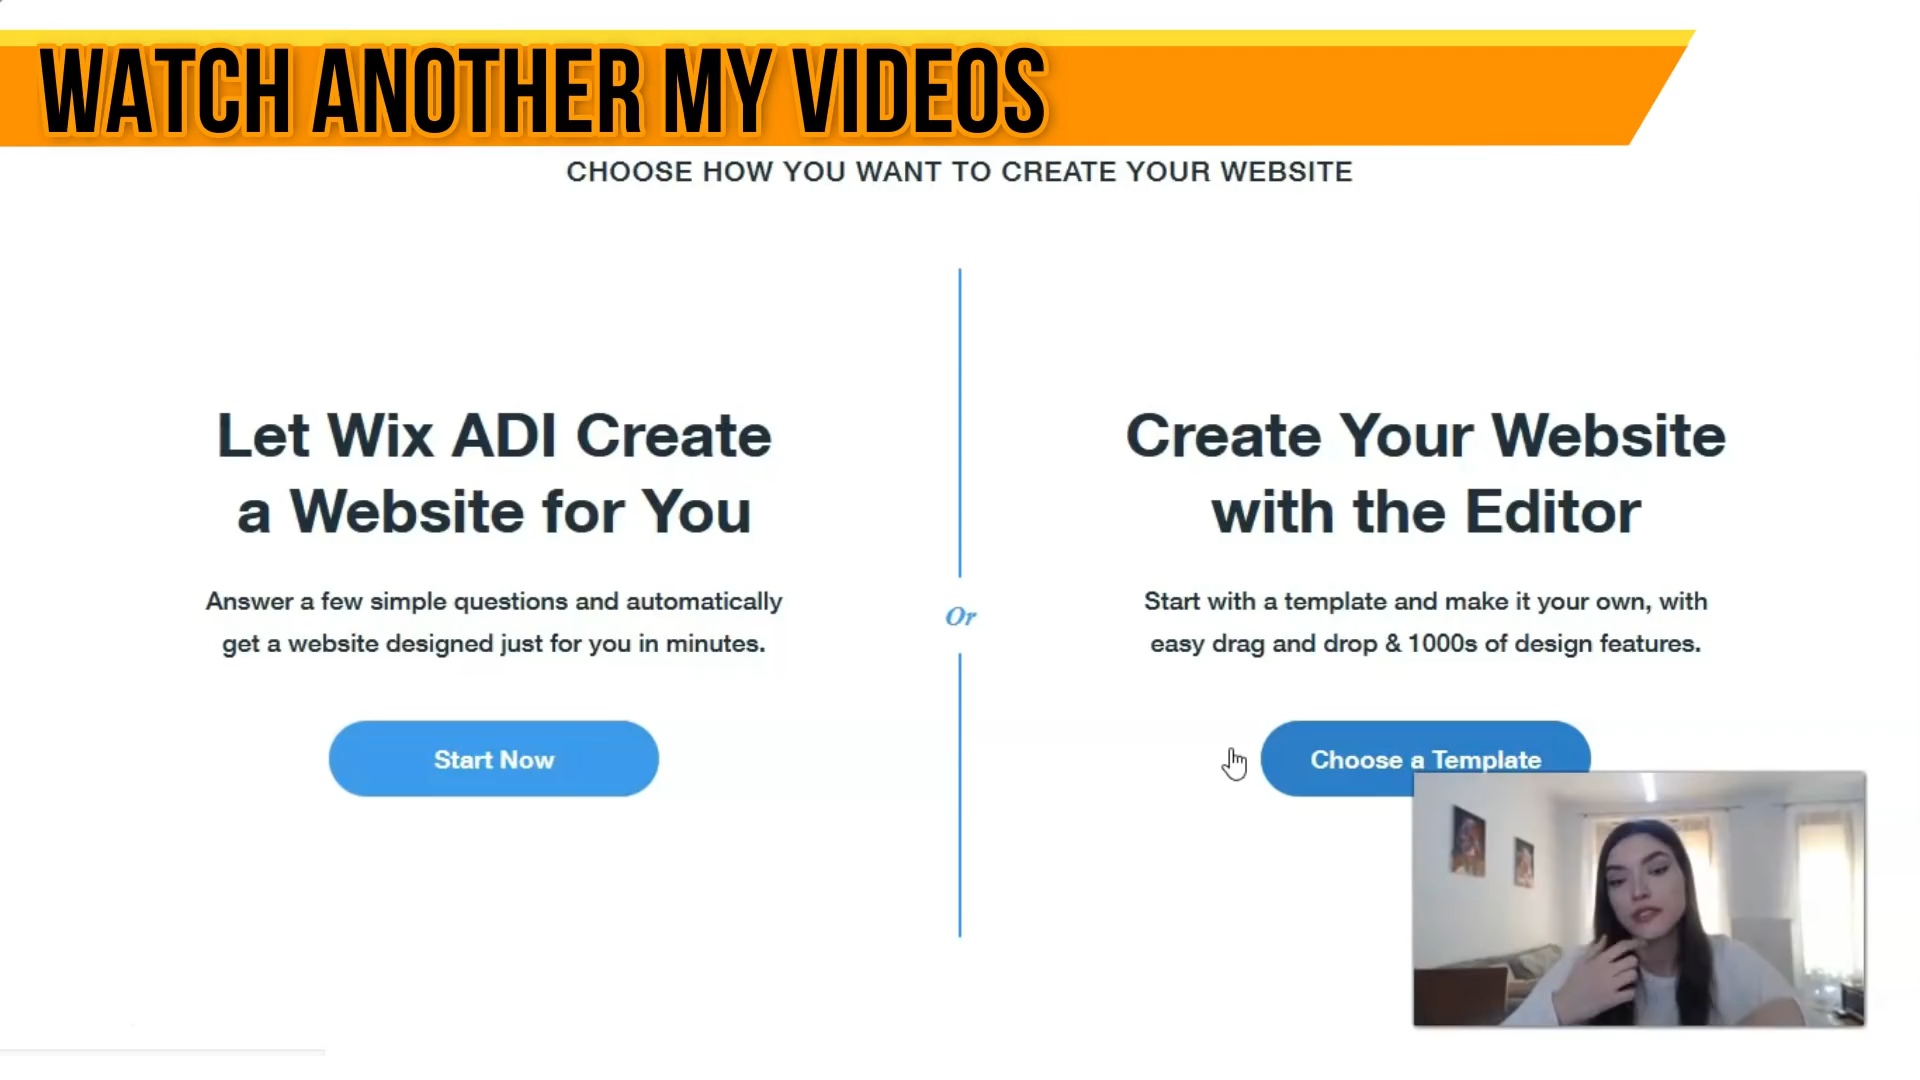 WATCH ANOTHER MY VIDEOS
CHOOSE HOW YOU WANT TO CREATE YOUR WEBSITE
Let Wix ADI Create
a Website for You
Answer a few simple questions and automatically
get a website designed just for you in minutes.
Start Now
Or
Create Your Website
with the Editor
Start with a template and make it your own, with
easy drag and drop & 1000s of design features.
Choose a Template